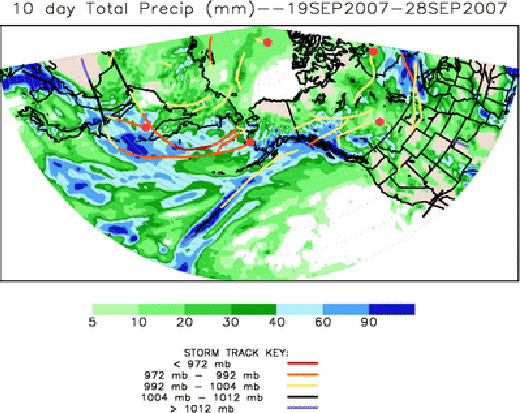 10 day Total Precip (mm)--19SEP2007-28SEP2007
5 10 20 30 40 60 90
STORM TRACK KEY:
< 972 mb
972 mb - 992 mb
992 mb - 1004 mb
1004 mb - 1012 mb
> 1012 mb